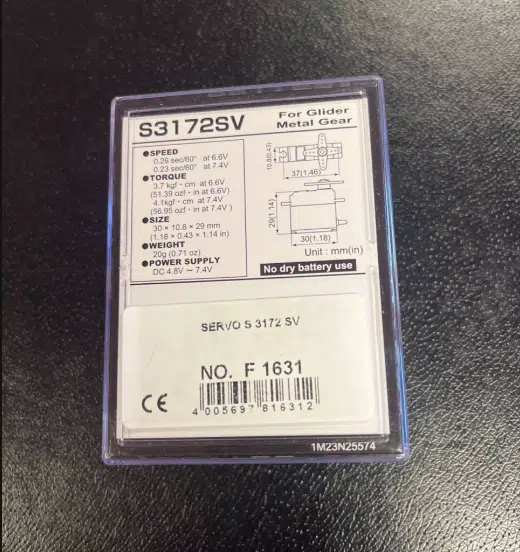 S3172SV
For Glider
Metal Gear
●SPEED
0.26 sec/60° at 6.6V
0.23 sec/60° at 7.4V
●TORQUE
3.7 kgf・cm at 6.6V
(51.39 ozf・in at 6.6V)
4.1kgf・cm at 7.4V
(56.95 ozf・in at 7.4V)
●SIZE
30 × 10.8 × 29 mm
(1.18 × 0.43 × 1.14 in)
●WEIGHT
20g (0.71 oz)
●POWER SUPPLY
DC 4.8V ～ 7.4V
10.8(0.43)
37(1.46)
29(1.14)
30(1.18)
Unit : mm(in)
No dry battery use
SERVO S 3172 SV
NO. F 1631
CE
4 005697 816312
1M23N25574